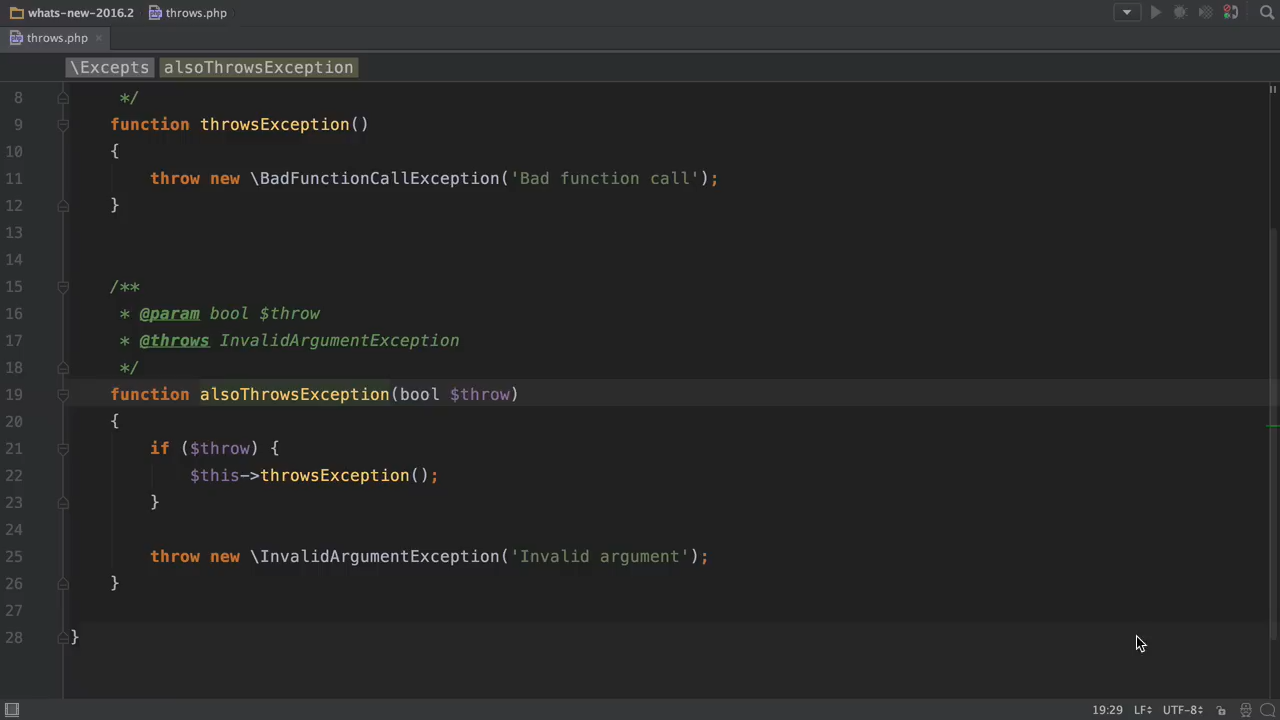 whats-new-2016.2 throws.php
throws.php
\Excepts alsoThrowsException
8 */
9 function throwsException()
10 {
11 throw new \BadFunctionCallException('Bad function call');
12 }
13
14
15 /**
16 * @param bool $throw
17 * @throws InvalidArgumentException
18 */
19 function alsoThrowsException(bool $throw)
20 {
21 if ($throw) {
22 $this->throwsException();
23 }
24
25 throw new \InvalidArgumentException('Invalid argument');
26 }
27
28 }
19:29 LF UTF-8